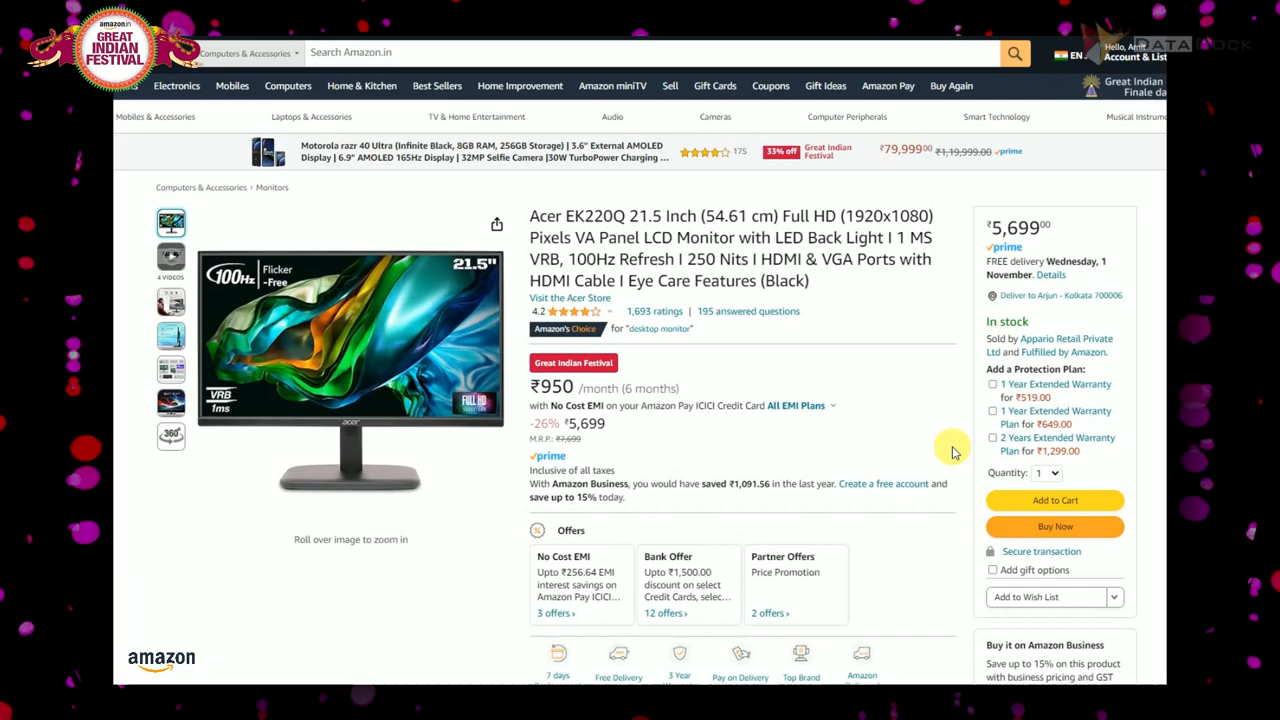 amazon.in
GREAT
INDIAN
FESTIVAL
Computers & Accessories
Search Amazon.in
EN
Hello, Amit
Account & List
DATA DOCK
Electronics
Mobiles
Computers
Home & Kitchen
Best Sellers
Home Improvement
Amazon miniTV
Sell
Gift Cards
Coupons
Gift Ideas
Amazon Pay
Buy Again
Great Indian
Finale da
Mobiles & Accessories
Laptops & Accessories
TV & Home Entertainment
Audio
Cameras
Computer Peripherals
Smart Technology
Musical Instrume
Motorola razr 40 Ultra (Infinite Black, 8GB RAM, 256GB Storage) | 3.6" External AMOLED
Display | 6.9" AMOLED 165Hz Display | 32MP Selfie Camera |30W TurboPower Charging ...
175
33% off
Great Indian
Festival
₹79,99900 ₹1,19,999.00 prime
Computers & Accessories › Monitors
4 VIDEOS
360°
100Hz
Flicker
-Free
21.5"
VRB
1ms
FULL HD
acer
Roll over image to zoom in
Acer EK220Q 21.5 Inch (54.61 cm) Full HD (1920x1080)
Pixels VA Panel LCD Monitor with LED Back Light I 1 MS
VRB, 100Hz Refresh I 250 Nits I HDMI & VGA Ports with
HDMI Cable I Eye Care Features (Black)
Visit the Acer Store
4.2 1,693 ratings | 195 answered questions
Amazon's Choice for "desktop monitor"
Great Indian Festival
₹950 /month (6 months)
with No Cost EMI on your Amazon Pay ICICI Credit Card All EMI Plans
-26% ₹5,699
M.R.P.: ₹7,699
prime
Inclusive of all taxes
With Amazon Business, you would have saved ₹1,091.56 in the last year. Create a free account and
save up to 15% today.
Offers
No Cost EMI
Upto ₹256.64 EMI
interest savings on
Amazon Pay ICICI...
3 offers ›
Bank Offer
Upto ₹1,500.00
discount on select
Credit Cards, selec...
12 offers ›
Partner Offers
Price Promotion
2 offers ›
7 days
Free Delivery
3 Year
Pay on Delivery
Top Brand
Amazon
₹5,69900
prime
FREE delivery Wednesday, 1
November. Details
Deliver to Arjun - Kolkata 700006
In stock
Sold by Appario Retail Private
Ltd and Fulfilled by Amazon.
Add a Protection Plan:
1 Year Extended Warranty
for ₹519.00
1 Year Extended Warranty
Plan for ₹649.00
2 Years Extended Warranty
Plan for ₹1,299.00
Quantity: 1
Add to Cart
Buy Now
Secure transaction
Add gift options
Add to Wish List
Buy it on Amazon Business
Save up to 15% on this product
with business pricing and GST
amazon